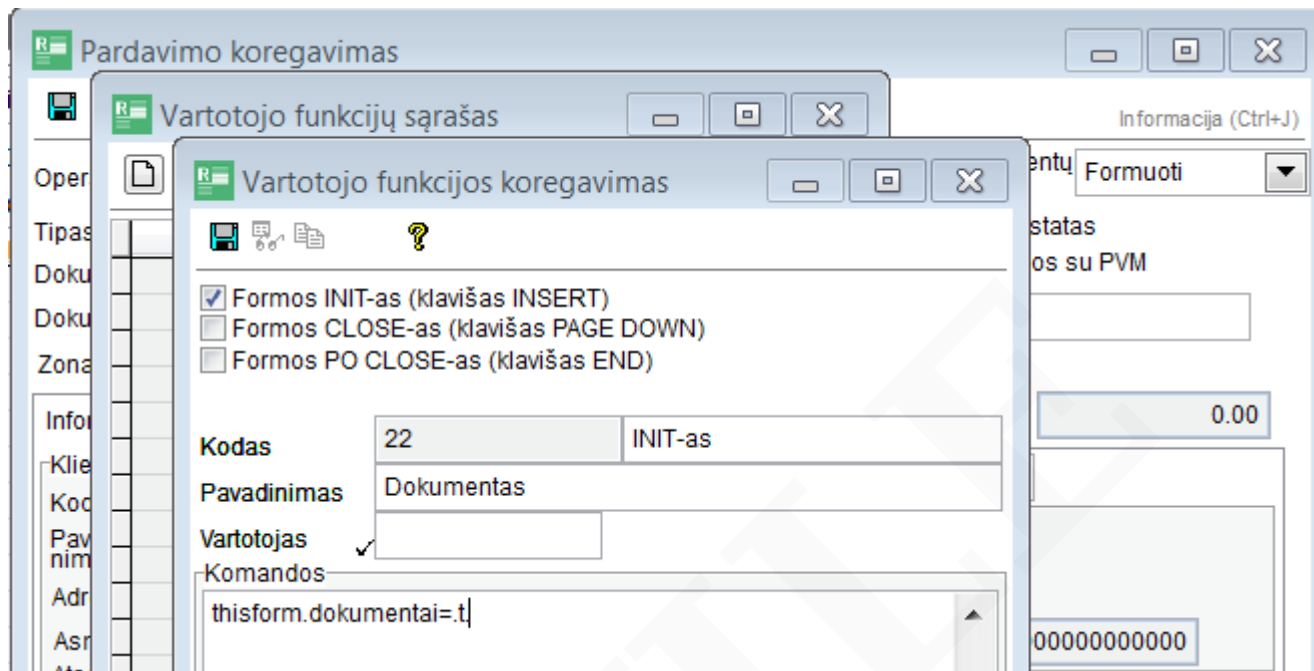 Pardavimo koregavimas
Vartotojo funkcijų sąrašas
Informacija (Ctrl+J)
Vartotojo funkcijos koregavimas
Formuoti
Tipas
Formos INIT-as (klavišas INSERT)
Formos CLOSE-as (klavišas PAGE DOWN)
Formos PO CLOSE-as (klavišas END)
os su PVM
Zona
0.00
Kodas 22 INIT-as
Pavadinimas Dokumentas
Vartotojas
Komandos
thisform.dokumentai=.t.
00000000000